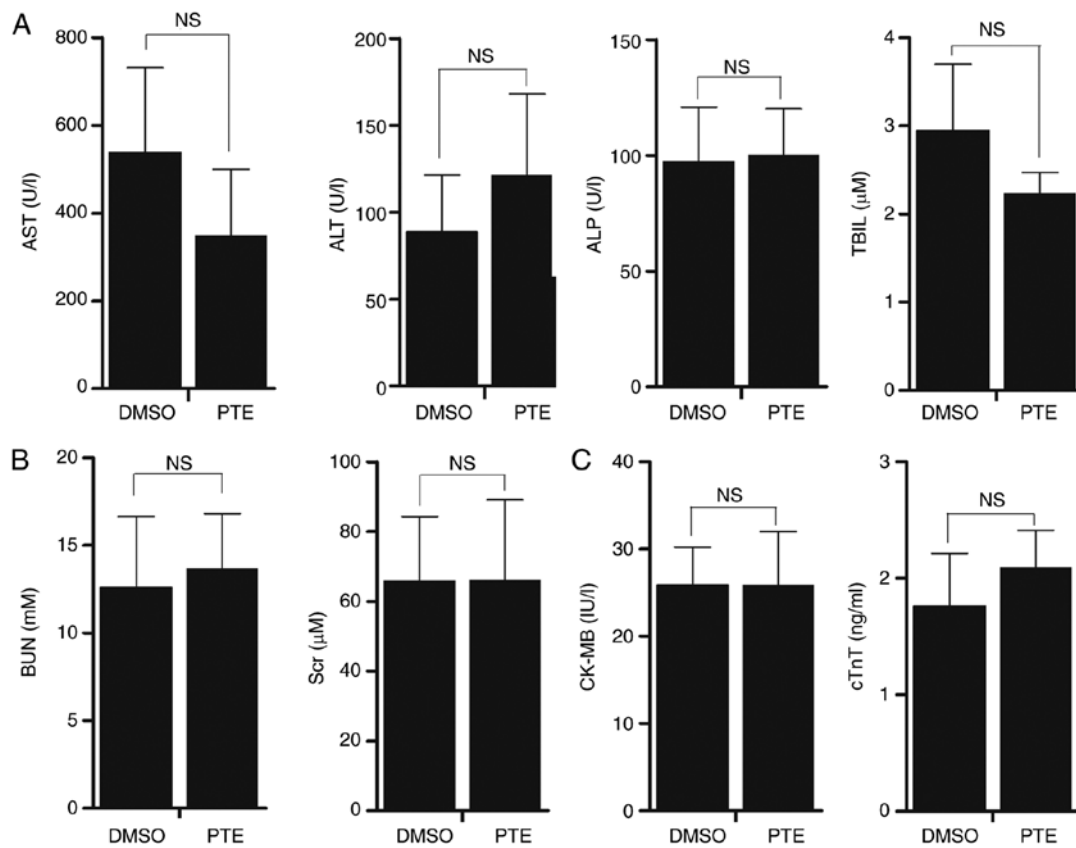 A
NS
800
600
400
200
0
AST (U/l)
DMSO PTE
NS
200
150
100
50
0
ALT (U/l)
DMSO PTE
NS
150
100
50
0
ALP (U/l)
DMSO PTE
NS
4
3
2
1
0
TBIL (μM)
DMSO PTE
B
NS
20
15
10
5
0
BUN (mM)
DMSO PTE
NS
100
80
60
40
20
0
Scr (μM)
DMSO PTE
C
NS
40
30
20
10
0
CK-MB (IU/l)
DMSO PTE
NS
3
2
1
0
cTnT (ng/ml)
DMSO PTE